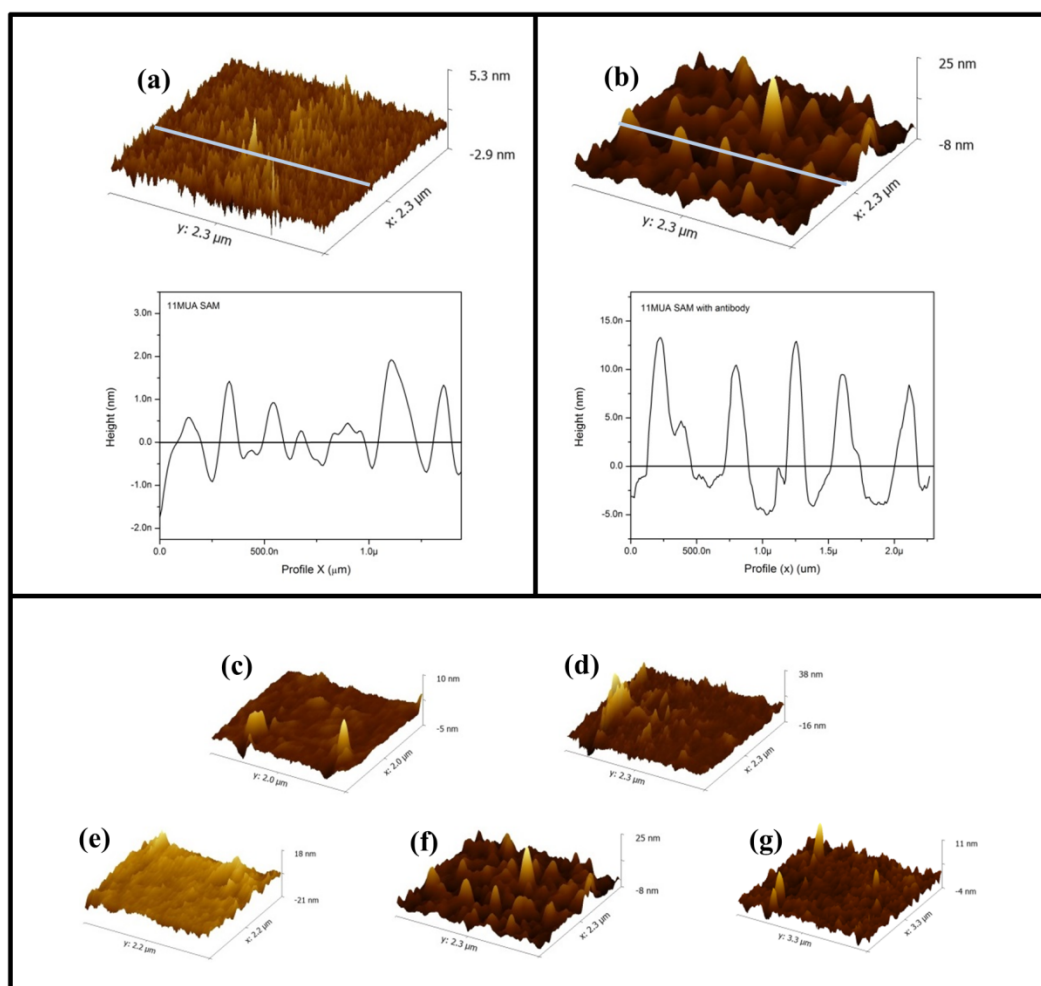 (a)
5.3 nm
-2.9 nm
x: 2.3 µm
y: 2.3 µm
11MUA SAM
Height (nm)
3.0n
2.0n
1.0n
0.0
-1.0n
-2.0n
0.0
500.0n
1.0µ
Profile X (µm)
(b)
25 nm
-8 nm
x: 2.3 µm
y: 2.3 µm
11MUA SAM with antibody
Height (nm)
15.0n
10.0n
5.0n
0.0
-5.0n
0.0
500.0n
1.0µ
1.5µ
2.0µ
Profile (x) (um)
(c)
10 nm
-5 nm
x: 2.0 µm
y: 2.0 µm
(d)
38 nm
-16 nm
x: 2.3 µm
y: 2.3 µm
(e)
18 nm
-21 nm
x: 2.2 µm
y: 2.2 µm
(f)
25 nm
-8 nm
x: 2.3 µm
y: 2.3 µm
(g)
11 nm
-4 nm
x: 3.3 µm
y: 3.3 µm